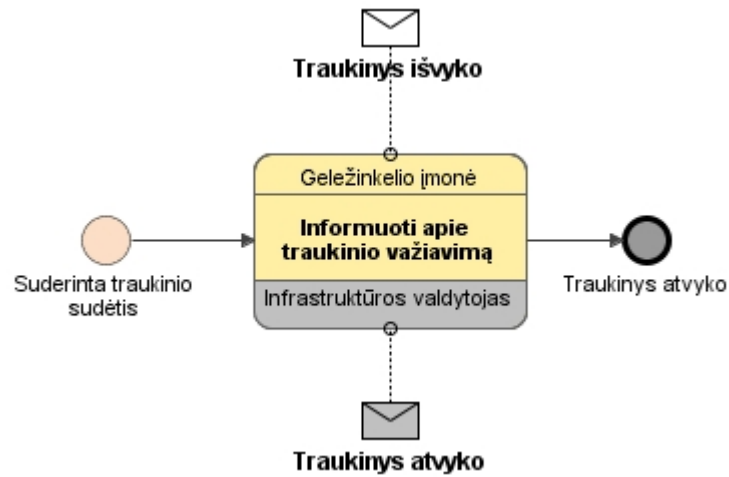 Traukinys išvyko
Geležinkelio įmonė
Informuoti apie
traukinio važiavimą
Infrastruktūros valdytojas
Suderinta traukinio
sudėtis
Traukinys atvyko
Traukinys atvyko